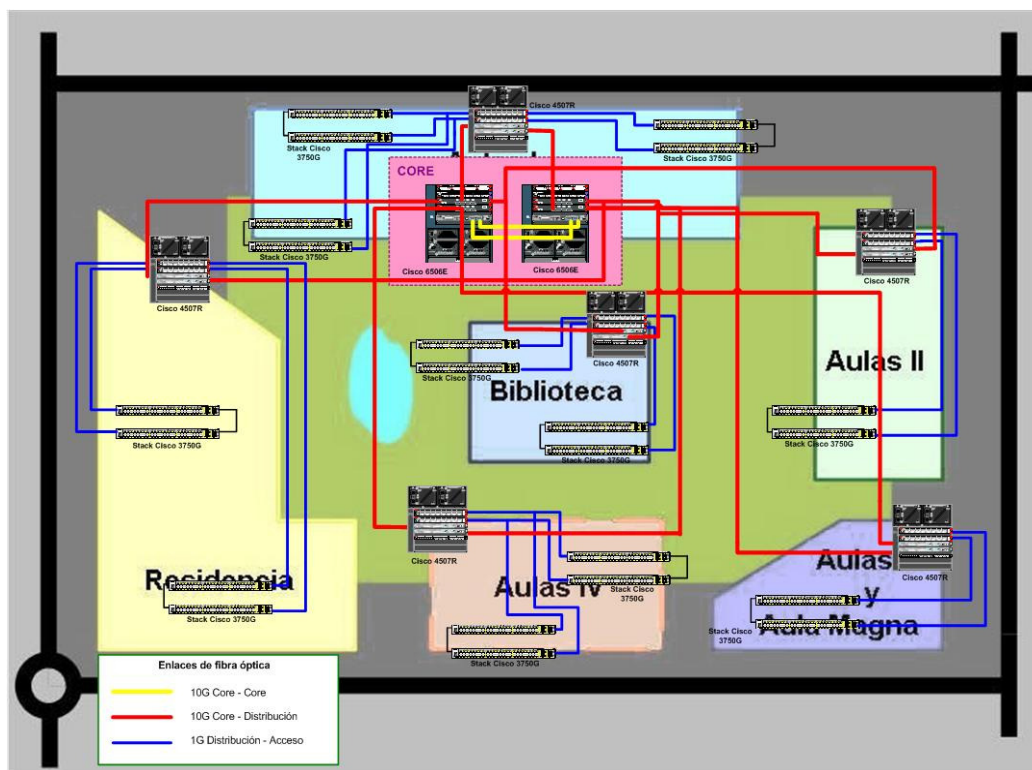 Cisco 4507R
Stack Cisco
3750G
Stack Cisco 3750G
CORE
Stack Cisco 3750G
Cisco 6506E
Cisco 6506E
Cisco 4507R
Cisco 4507R
Cisco 4507R
Stack Cisco 3750G
Biblioteca
Aulas II
Stack Cisco 3750G
Stack Cisco 3750G
Stack Cisco 3750G
Cisco 4507R
Cisco 4507R
Residencia
Stack Cisco 3750G
Aulas IV
Stack Cisco
3750G
Aulas
y
Aula Magna
Stack Cisco
3750G
Stack Cisco 3750G
Enlaces de fibra óptica
10G Core - Core
10G Core - Distribución
1G Distribución - Acceso